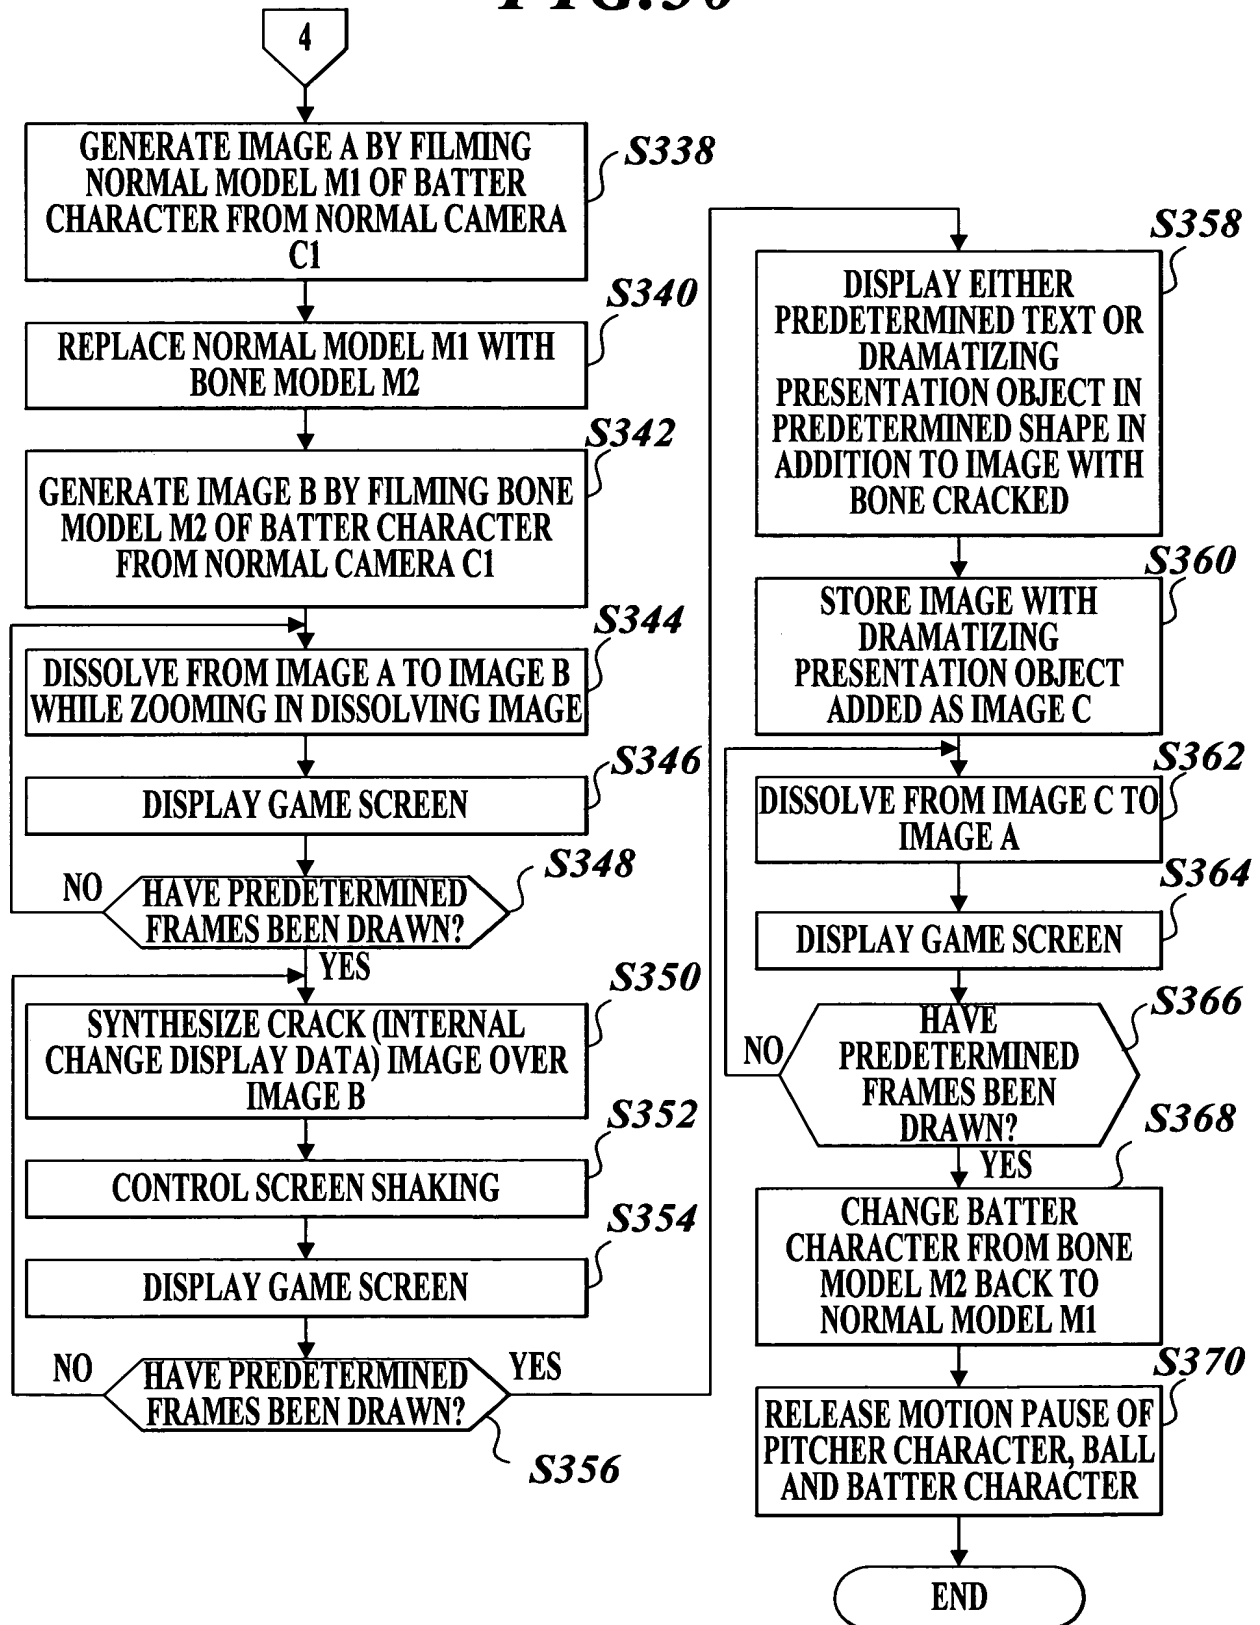 FIG.30
4
GENERATE IMAGE A BY FILMING
NORMAL MODEL M1 OF BATTER
CHARACTER FROM NORMAL CAMERA
C1
S338
REPLACE NORMAL MODEL M1 WITH
BONE MODEL M2
S340
GENERATE IMAGE B BY FILMING BONE
MODEL M2 OF BATTER CHARACTER
FROM NORMAL CAMERA C1
S342
DISSOLVE FROM IMAGE A TO IMAGE B
WHILE ZOOMING IN DISSOLVING IMAGE
S344
DISPLAY GAME SCREEN
S346
HAVE PREDETERMINED
FRAMES BEEN DRAWN?
S348
NO
YES
SYNTHESIZE CRACK (INTERNAL
CHANGE DISPLAY DATA) IMAGE OVER
IMAGE B
S350
CONTROL SCREEN SHAKING
S352
DISPLAY GAME SCREEN
S354
HAVE PREDETERMINED
FRAMES BEEN DRAWN?
S356
NO
YES
DISPLAY EITHER
PREDETERMINED TEXT OR
DRAMATIZING
PRESENTATION OBJECT IN
PREDETERMINED SHAPE IN
ADDITION TO IMAGE WITH
BONE CRACKED
S358
STORE IMAGE WITH
DRAMATIZING
PRESENTATION OBJECT
ADDED AS IMAGE C
S360
DISSOLVE FROM IMAGE C TO
IMAGE A
S362
DISPLAY GAME SCREEN
S364
HAVE
PREDETERMINED
FRAMES BEEN
DRAWN?
S366
NO
YES
CHANGE BATTER
CHARACTER FROM BONE
MODEL M2 BACK TO
NORMAL MODEL M1
S368
RELEASE MOTION PAUSE OF
PITCHER CHARACTER, BALL
AND BATTER CHARACTER
S370
END